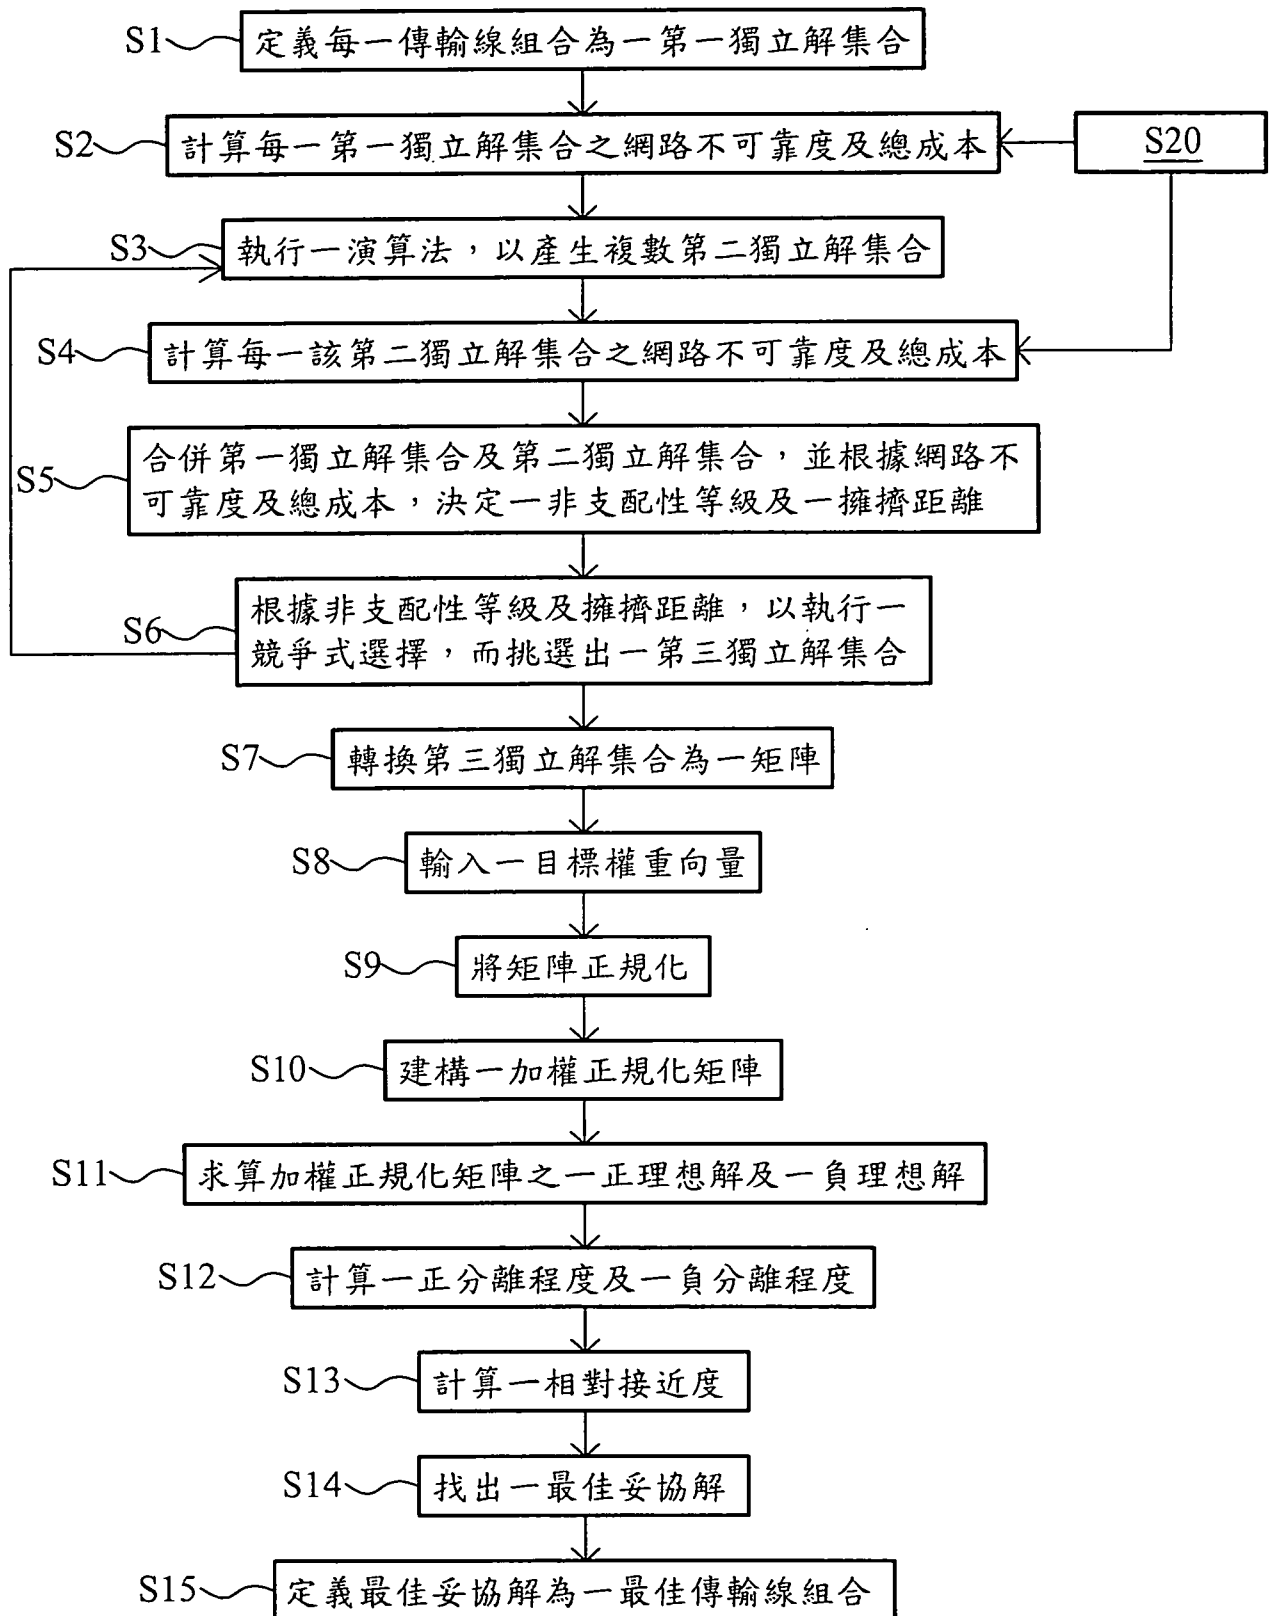 S1 定義每一傳輸線組合為一第一獨立解集合
S2 計算每一第一獨立解集合之網路不可靠度及總成本
S20
S3 執行一演算法，以產生複數第二獨立解集合
S4 計算每一該第二獨立解集合之網路不可靠度及總成本
S5 合併第一獨立解集合及第二獨立解集合，並根據網路不
可靠度及總成本，決定一非支配性等級及一擁擠距離
S6 根據非支配性等級及擁擠距離，以執行一
競爭式選擇，而挑選出一第三獨立解集合
S7 轉換第三獨立解集合為一矩陣
S8 輸入一目標權重向量
S9 將矩陣正規化
S10 建構一加權正規化矩陣
S11 求算加權正規化矩陣之一正理想解及一負理想解
S12 計算一正分離程度及一負分離程度
S13 計算一相對接近度
S14 找出一最佳妥協解
S15 定義最佳妥協解為一最佳傳輸線組合